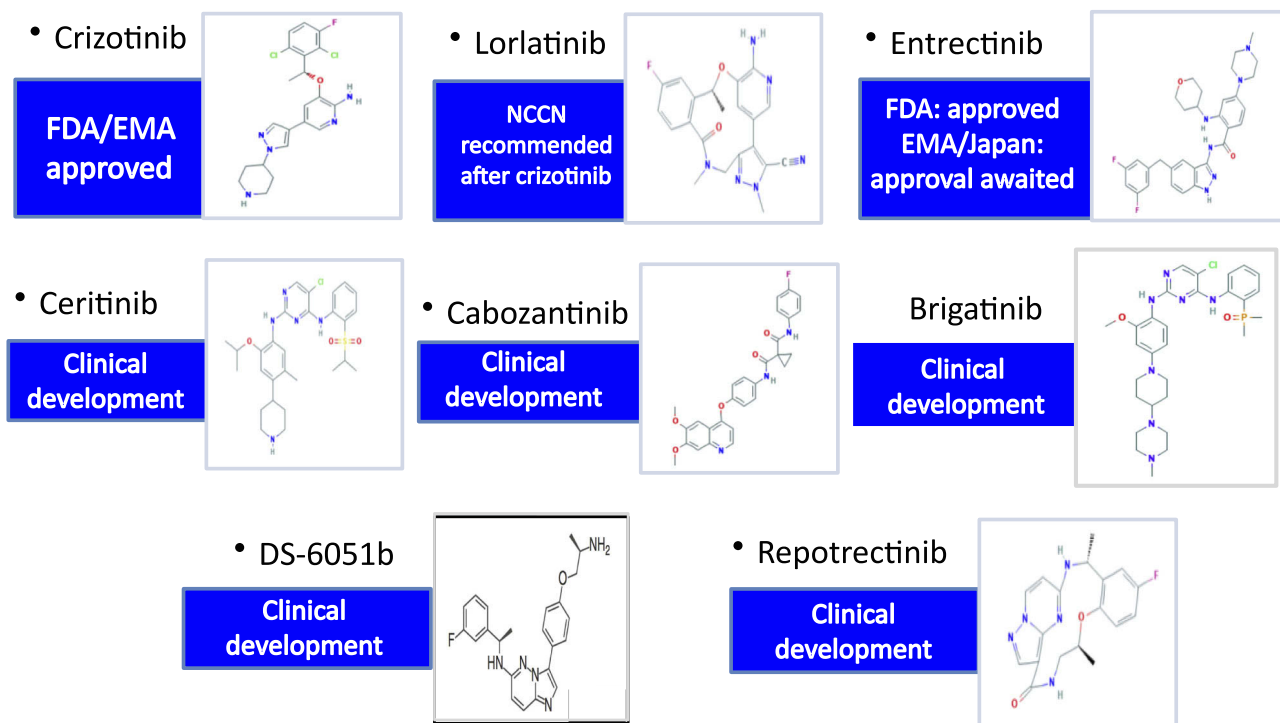 • Crizotinib
FDA/EMA
approved
• Lorlatinib
NCCN
recommended
after crizotinib
• Entrectinib
FDA: approved
EMA/Japan:
approval awaited
• Ceritinib
Clinical
development
• Cabozantinib
Clinical
development
Brigatinib
Clinical
development
• DS-6051b
Clinical
development
• Repotrectinib
Clinical
development